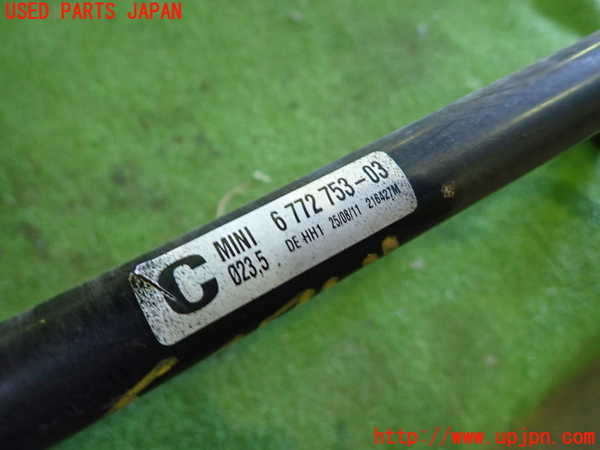 USED PARTS JAPAN
C MINI 6 772 753-03
Ø23,5 DE HH1 25/08/11 216427M
http://www.upjpn.com/